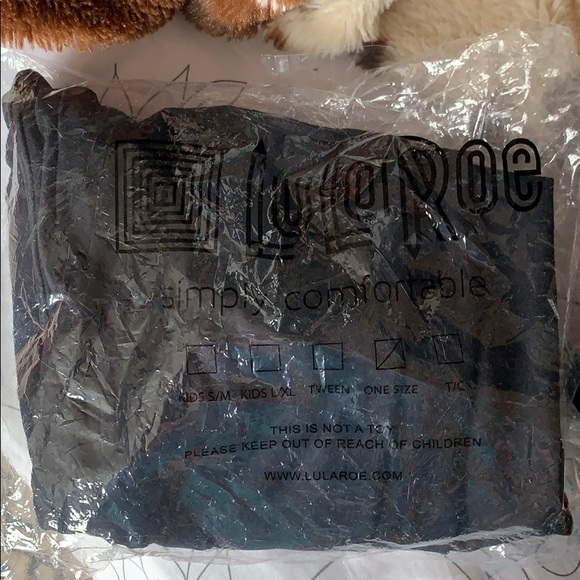 LuLaRoe
simply comfortable
KIDS S/M KIDS L/XL TWEEN ONE SIZE T/C
THIS IS NOT A TOY
PLEASE KEEP OUT OF REACH OF CHILDREN
WWW.LULAROE.COM